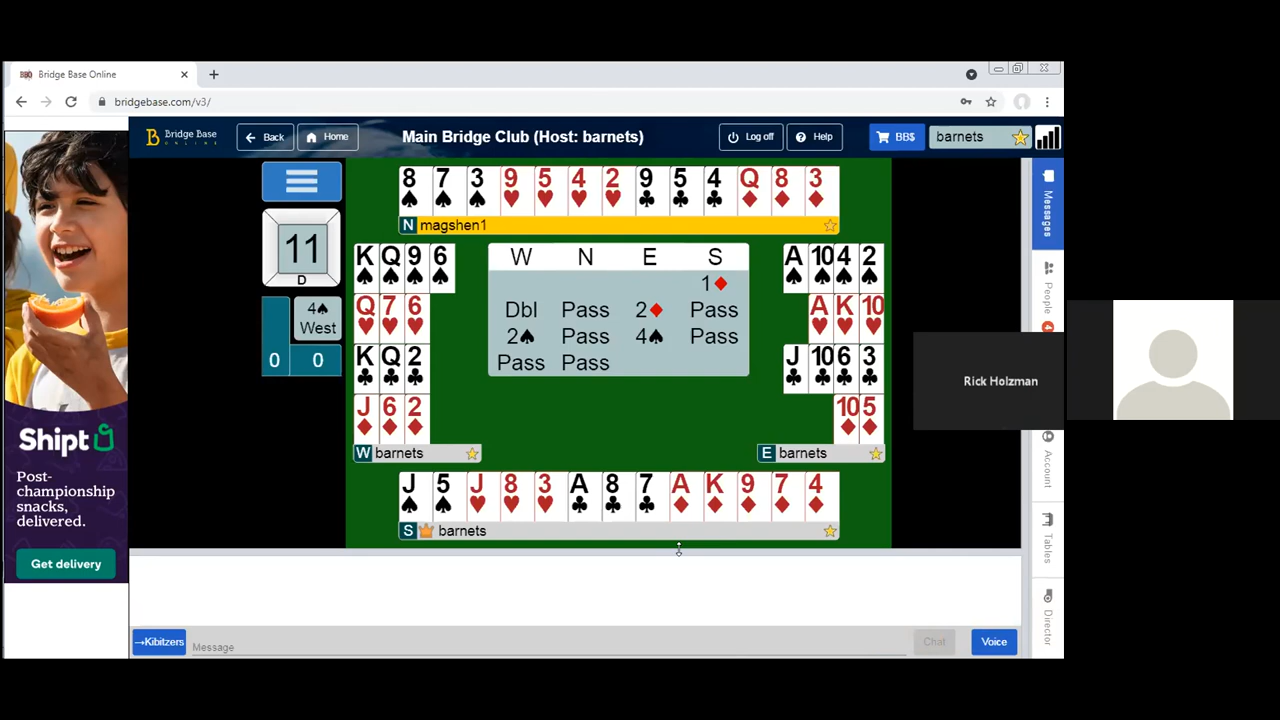 Bridge Base Online
bridgebase.com/v3/
Bridge Base
ONLINE
Back
Home
Main Bridge Club (Host: barnets)
Log off
Help
BB$
barnets
8 7 3 9 5 4 2 9 5 4 Q 8 3
N magshen1
11
D
4♠
West
0 0
K Q 9 6
Q 7 6
K Q 2
J 6 2
W barnets
W N E S
1♦
Dbl Pass 2♦ Pass
2♠ Pass 4♠ Pass
Pass Pass
A 10 4 2
A K 10
J 10 6 3
10 5
E barnets
J 5 J 8 3 A 8 7 A K 9 7 4
S barnets
Messages
People
4
Account
Tables
Director
Rick Holzman
Shipt
Post-
championship
snacks,
delivered.
Get delivery
→Kibitzers
Message
Chat
Voice